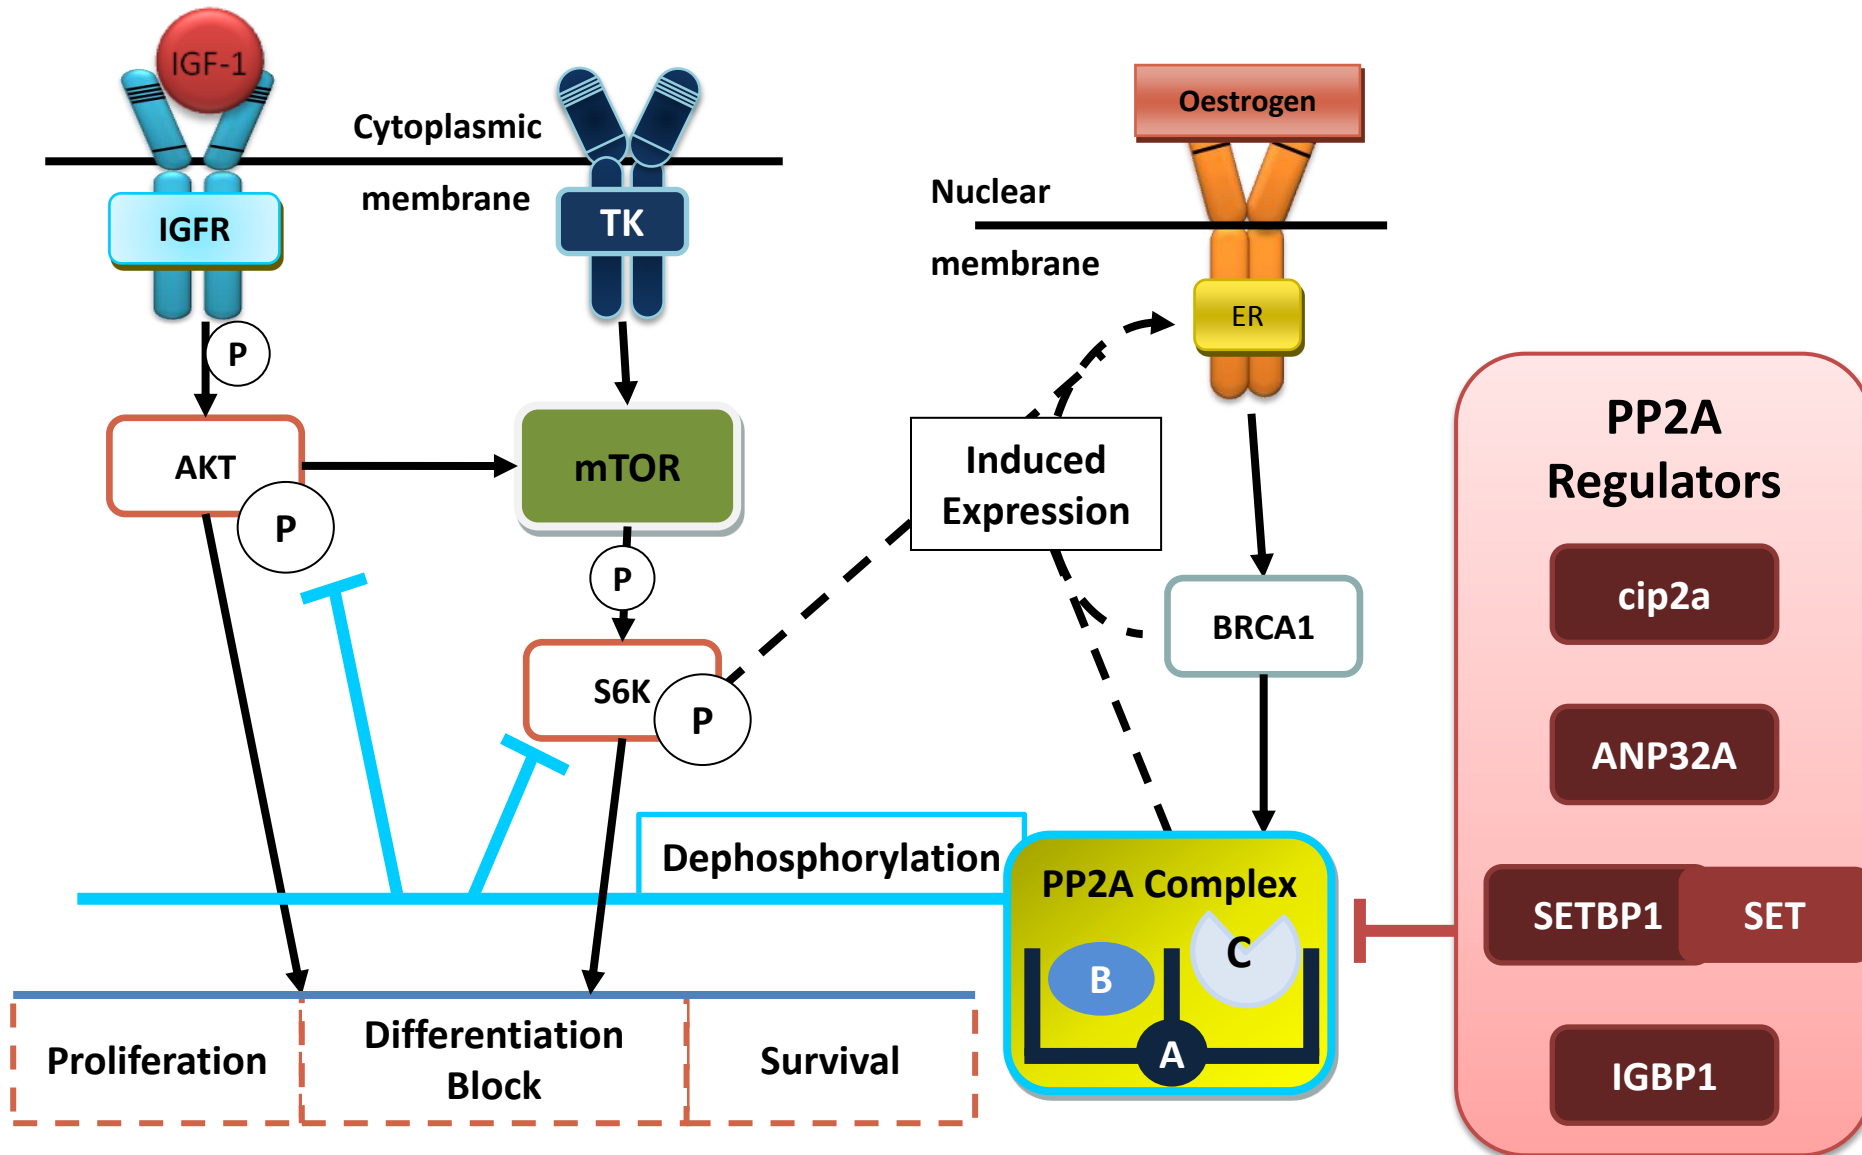 IGF-1
Cytoplasmic
membrane
IGFR
TK
Oestrogen
Nuclear
membrane
ER
P
AKT
P
mTOR
P
S6K
P
Induced
Expression
BRCA1
Dephosphorylation
PP2A Complex
B
C
A
Proliferation
Differentiation
Block
Survival
PP2A
Regulators
cip2a
ANP32A
SETBP1
SET
IGBP1